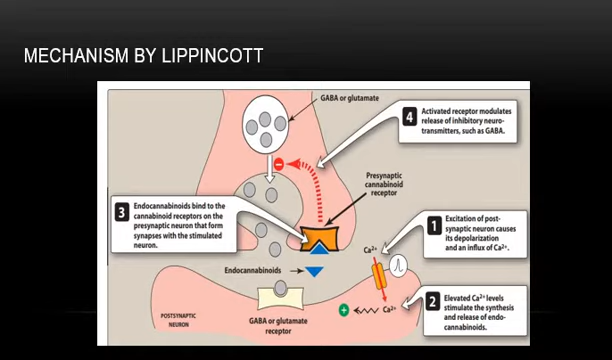 MECHANISM BY LIPPINCOTT
GABA or glutamate
4
Activated receptor modulates
release of inhibitory neuro-
transmitters, such as GABA.
Presynaptic
cannabinoid
receptor
3
Endocannabinoids bind to the
cannabinoid receptors on the
presynaptic neuron that form
synapses with the stimulated
neuron.
1
Excitation of post-
synaptic neuron causes
its depolarization
and an influx of Ca²⁺.
Ca²⁺
Endocannabinoids
2
Elevated Ca²⁺ levels
stimulate the synthesis
and release of endo-
cannabinoids.
Ca²⁺
POSTSYNAPTIC
NEURON
GABA or glutamate
receptor